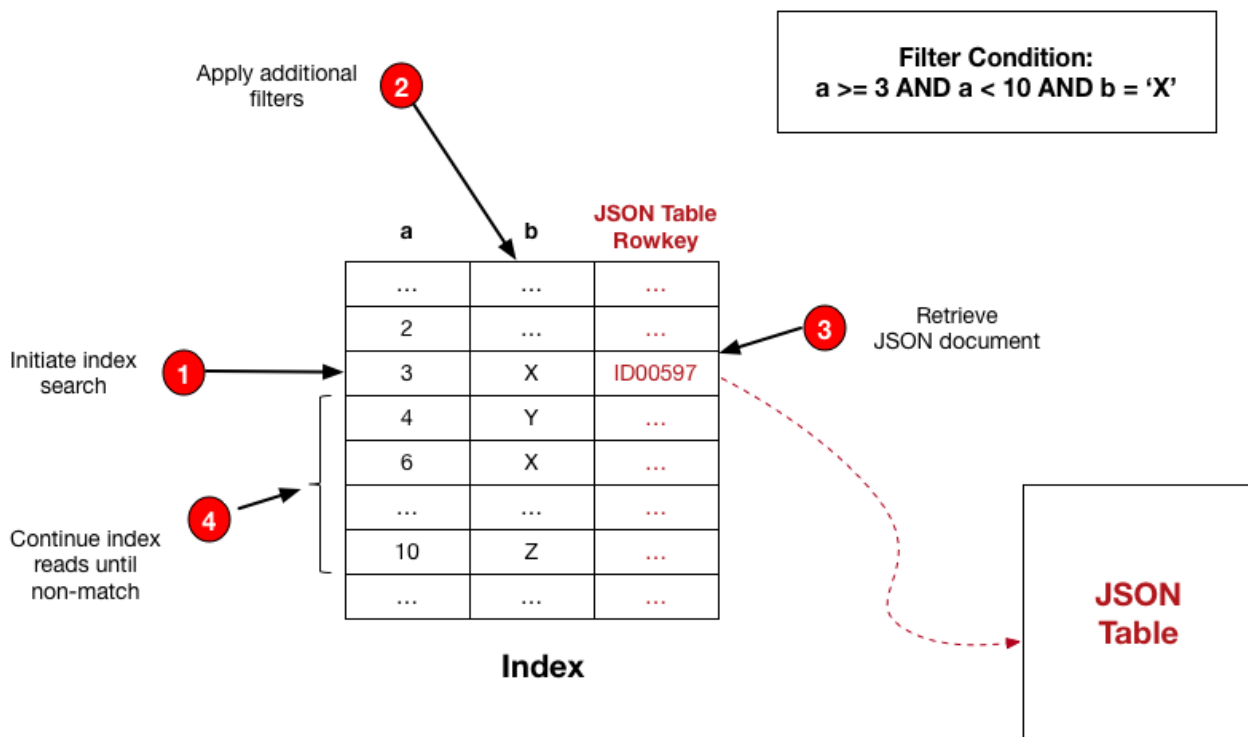 Filter Condition:
a >= 3 AND a < 10 AND b = ‘X’
Apply additional
filters
2
a
b
JSON Table
Rowkey
… … …
2 … …
3 X ID00597
4 Y …
6 X …
… … …
10 Z …
… … …
Index
Initiate index
search
1
3
Retrieve
JSON document
4
Continue index
reads until
non-match
JSON
Table